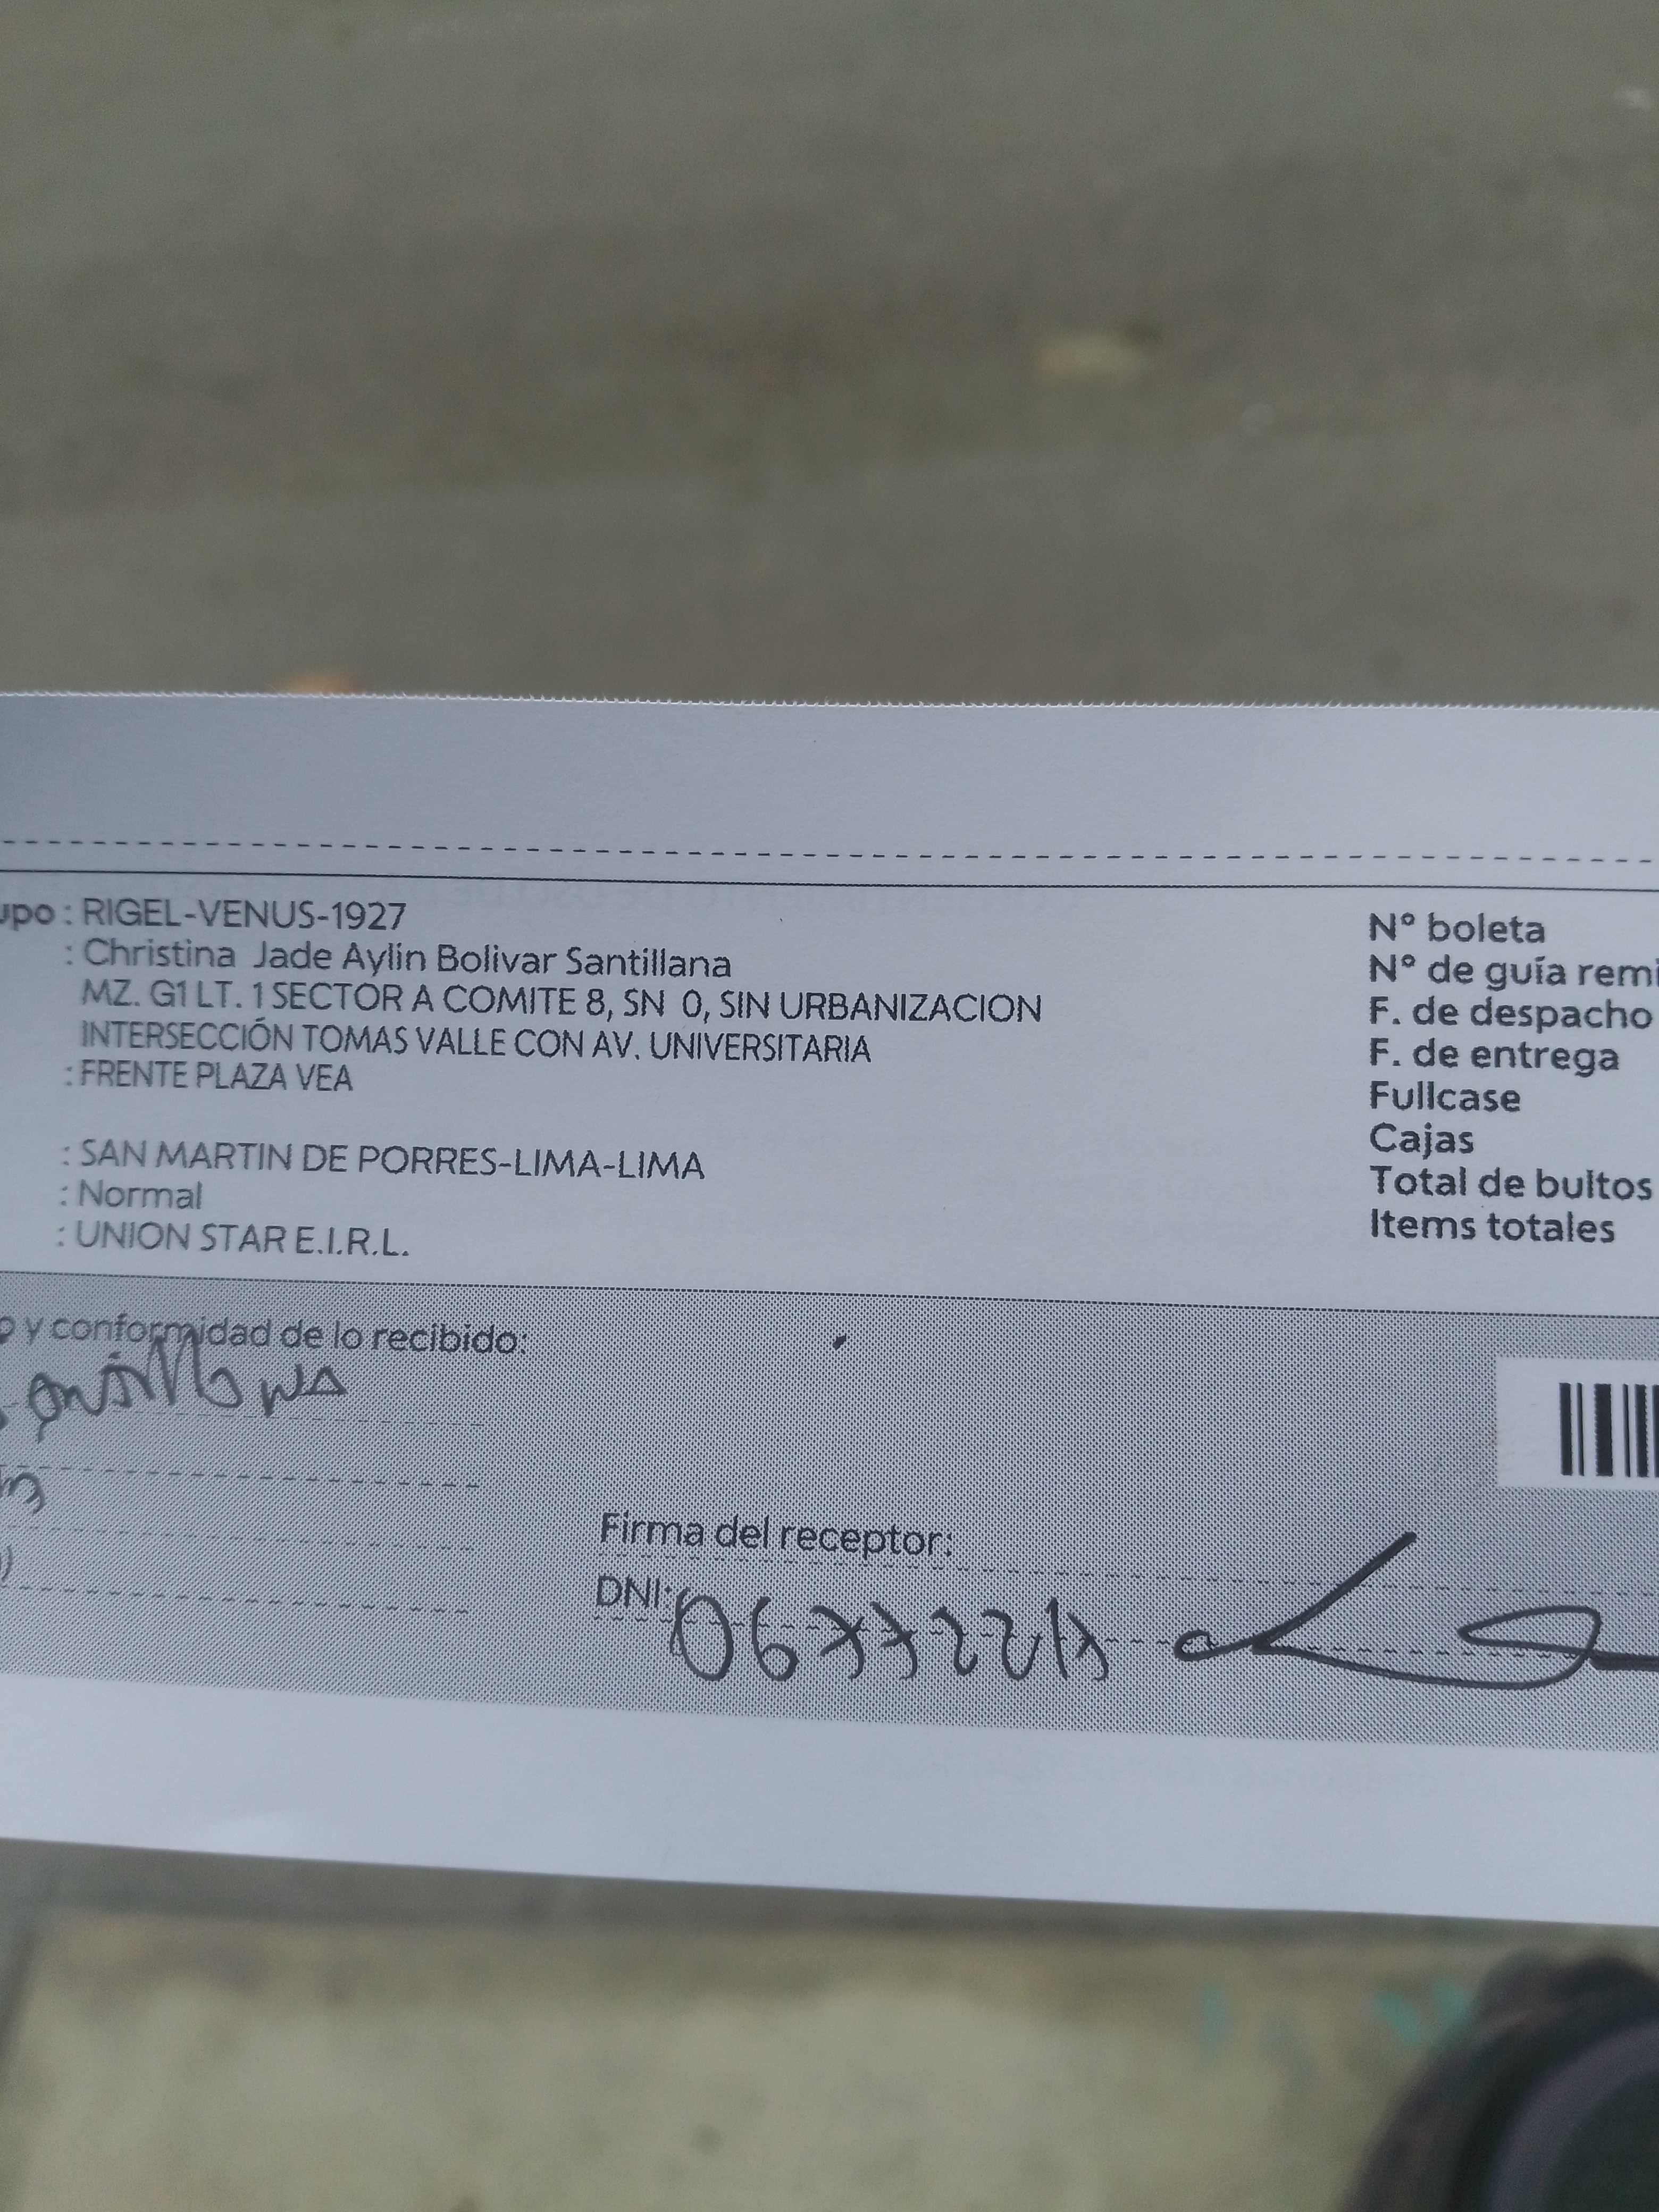 upo : RIGEL-VENUS-1927
: Christina Jade Aylin Bolivar Santillana
MZ. G1 LT. 1 SECTOR A COMITE 8, SN 0, SIN URBANIZACION
INTERSECCIÓN TOMAS VALLE CON AV. UNIVERSITARIA
: FRENTE PLAZA VEA
: SAN MARTIN DE PORRES-LIMA-LIMA
: Normal
: UNION STAR E.I.R.L.
Nº boleta
Nº de guía remi
F. de despacho
F. de entrega
Fullcase
Cajas
Total de bultos
Items totales
o y conformidad de lo recibido:
Firma del receptor:
DNI: